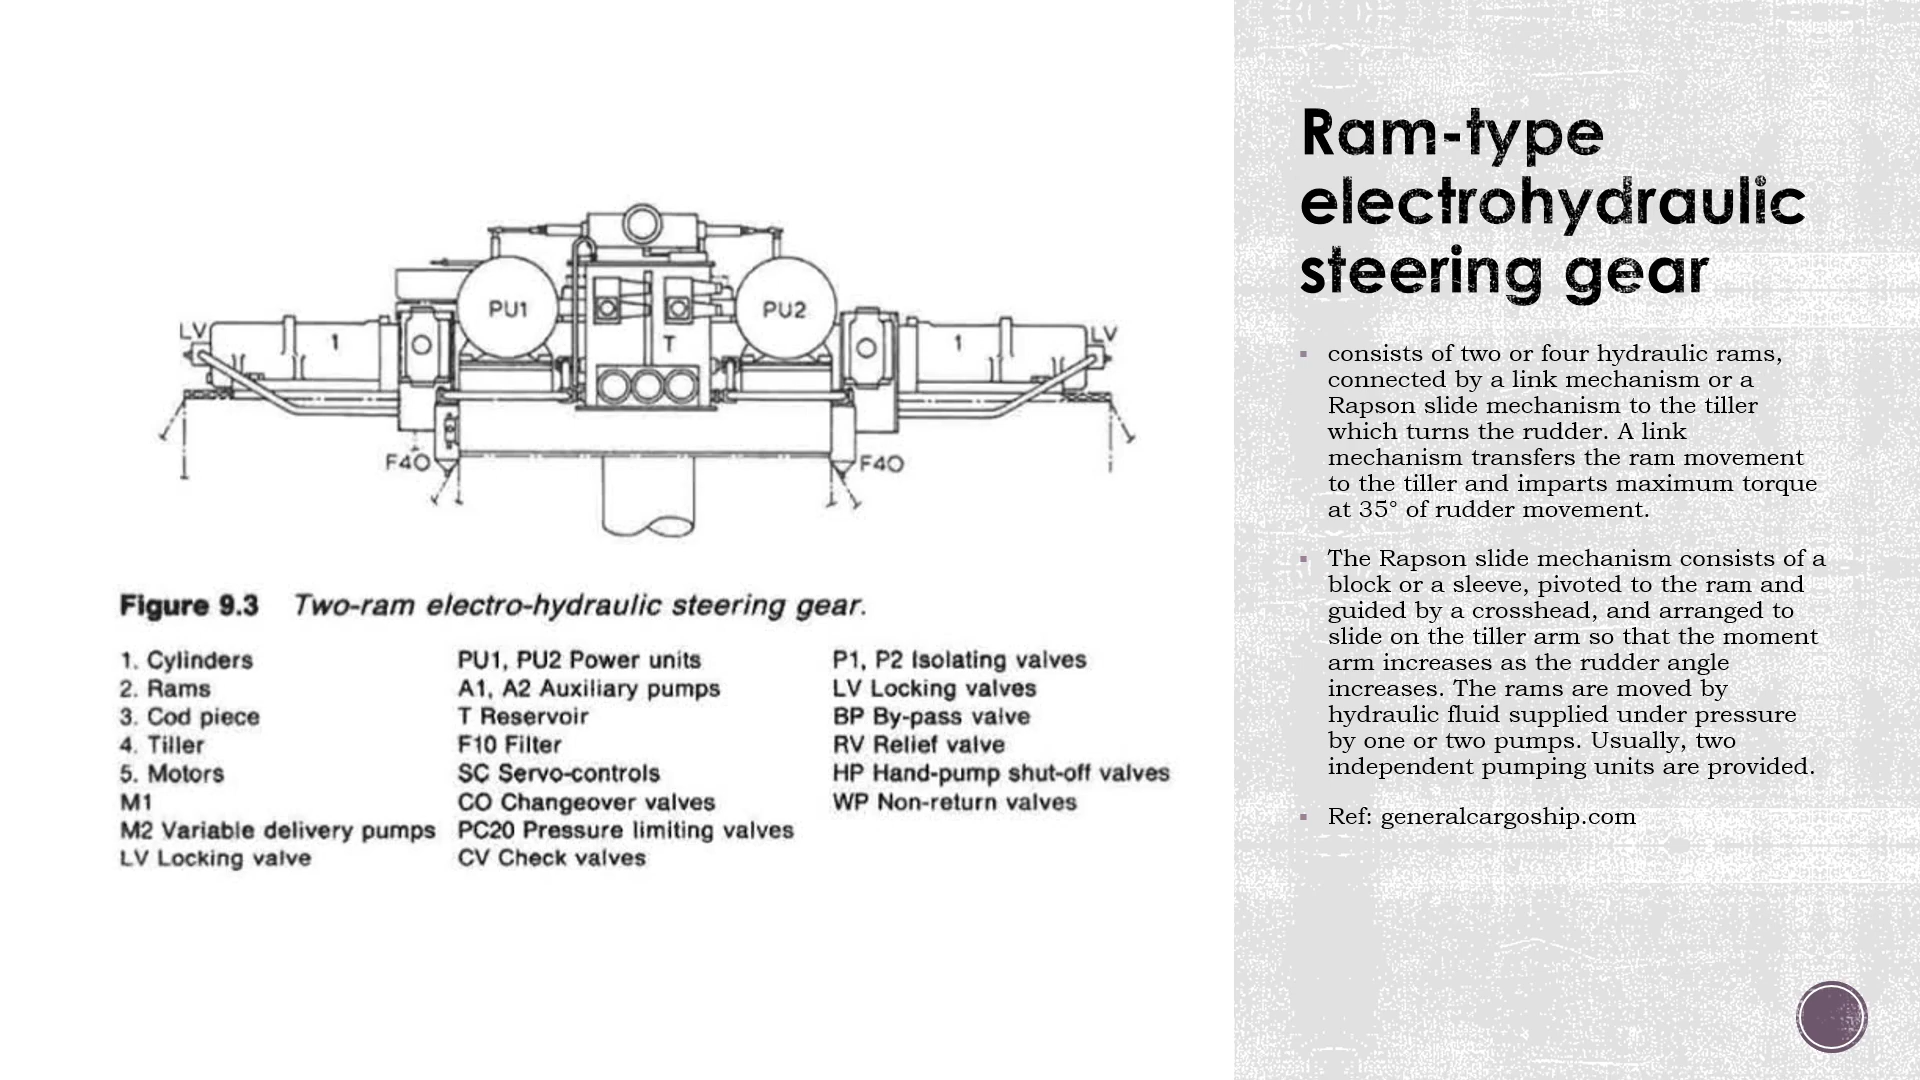 PU1
PU2
LV
1
T
1
LV
F40
F40
Figure 9.3 Two-ram electro-hydraulic steering gear.
1. Cylinders
2. Rams
3. Cod piece
4. Tiller
5. Motors
M1
M2 Variable delivery pumps
LV Locking valve
PU1, PU2 Power units
A1, A2 Auxiliary pumps
T Reservoir
F10 Filter
SC Servo-controls
CO Changeover valves
PC20 Pressure limiting valves
CV Check valves
P1, P2 Isolating valves
LV Locking valves
BP By-pass valve
RV Relief valve
HP Hand-pump shut-off valves
WP Non-return valves
Ram-type
electrohydraulic
steering gear
▪ consists of two or four hydraulic rams,
connected by a link mechanism or a
Rapson slide mechanism to the tiller
which turns the rudder. A link
mechanism transfers the ram movement
to the tiller and imparts maximum torque
at 35° of rudder movement.
▪ The Rapson slide mechanism consists of a
block or a sleeve, pivoted to the ram and
guided by a crosshead, and arranged to
slide on the tiller arm so that the moment
arm increases as the rudder angle
increases. The rams are moved by
hydraulic fluid supplied under pressure
by one or two pumps. Usually, two
independent pumping units are provided.
▪ Ref: generalcargoship.com